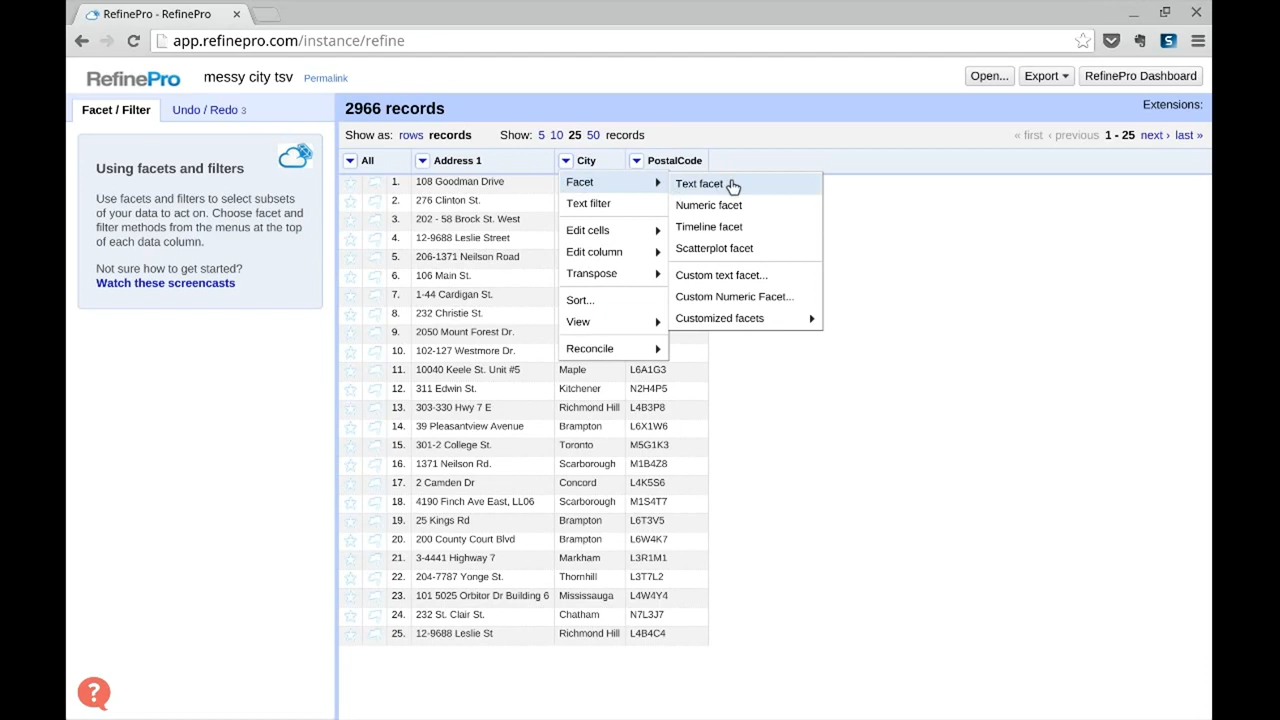 RefinePro - RefinePro ×
app.refinepro.com/instance/refine
RefinePro messy city tsv Permalink Open... Export RefinePro Dashboard
Facet / Filter Undo / Redo 3
2966 records Extensions:
Show as: rows records Show: 5 10 25 50 records « first ‹ previous 1 - 25 next › last »
Using facets and filters
Use facets and filters to select subsets
of your data to act on. Choose facet and
filter methods from the menus at the top
of each data column.
Not sure how to get started?
Watch these screencasts
All Address 1 City PostalCode
1. 108 Goodman Drive
2. 276 Clinton St.
3. 202 - 58 Brock St. West
4. 12-9688 Leslie Street
5. 206-1371 Neilson Road
6. 106 Main St.
7. 1-44 Cardigan St.
8. 232 Christie St.
9. 2050 Mount Forest Dr.
10. 102-127 Westmore Dr.
11. 10040 Keele St. Unit #5 Maple L6A1G3
12. 311 Edwin St. Kitchener N2H4P5
13. 303-330 Hwy 7 E Richmond Hill L4B3P8
14. 39 Pleasantview Avenue Brampton L6X1W6
15. 301-2 College St. Toronto M5G1K3
16. 1371 Neilson Rd. Scarborough M1B4Z8
17. 2 Camden Dr Concord L4K5S6
18. 4190 Finch Ave East, LL06 Scarborough M1S4T7
19. 25 Kings Rd Brampton L6T3V5
20. 200 County Court Blvd Brampton L6W4K7
21. 3-4441 Highway 7 Markham L3R1M1
22. 204-7787 Yonge St. Thornhill L3T7L2
23. 101 5025 Orbitor Dr Building 6 Mississauga L4W4Y4
24. 232 St. Clair St. Chatham N7L3J7
25. 12-9688 Leslie St Richmond Hill L4B4C4
Facet
Text filter
Edit cells
Edit column
Transpose
Sort...
View
Reconcile
Text facet
Numeric facet
Timeline facet
Scatterplot facet
Custom text facet...
Custom Numeric Facet...
Customized facets
?